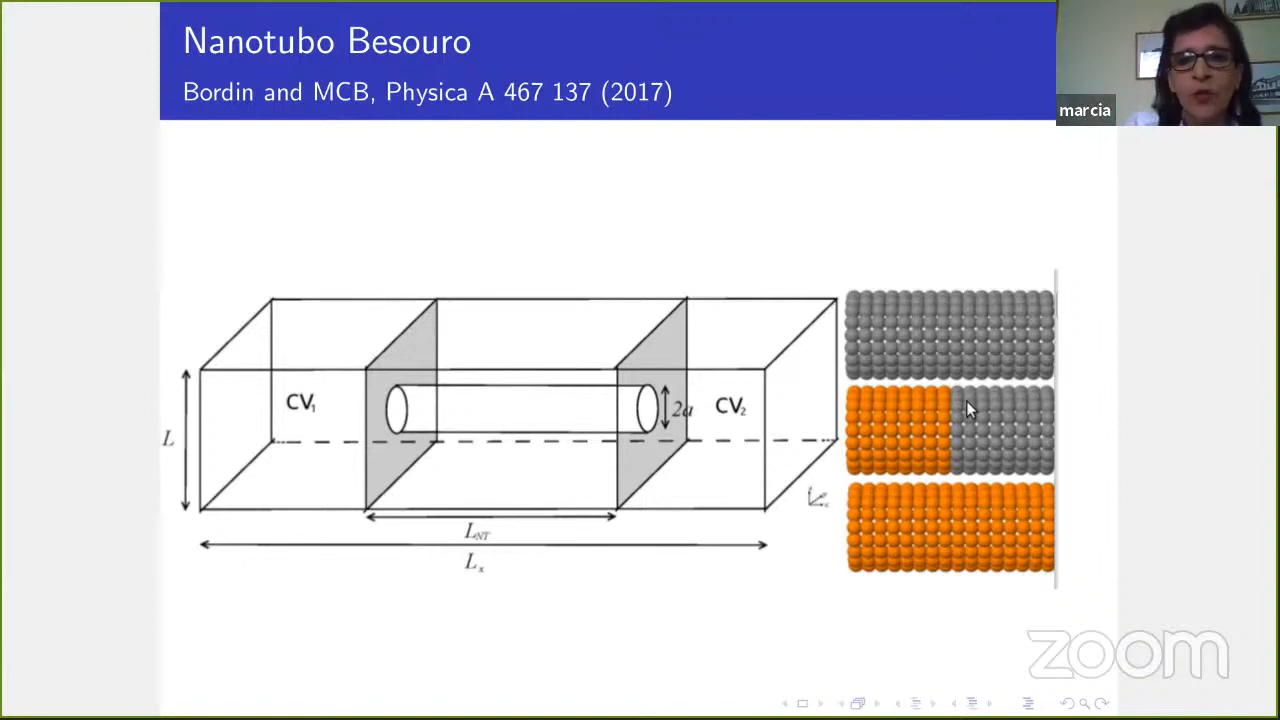 Nanotubo Besouro
Bordin and MCB, Physica A 467 137 (2017)
marcia
CV₁
2a
CV₂
L
L_NT
L_x
zoom